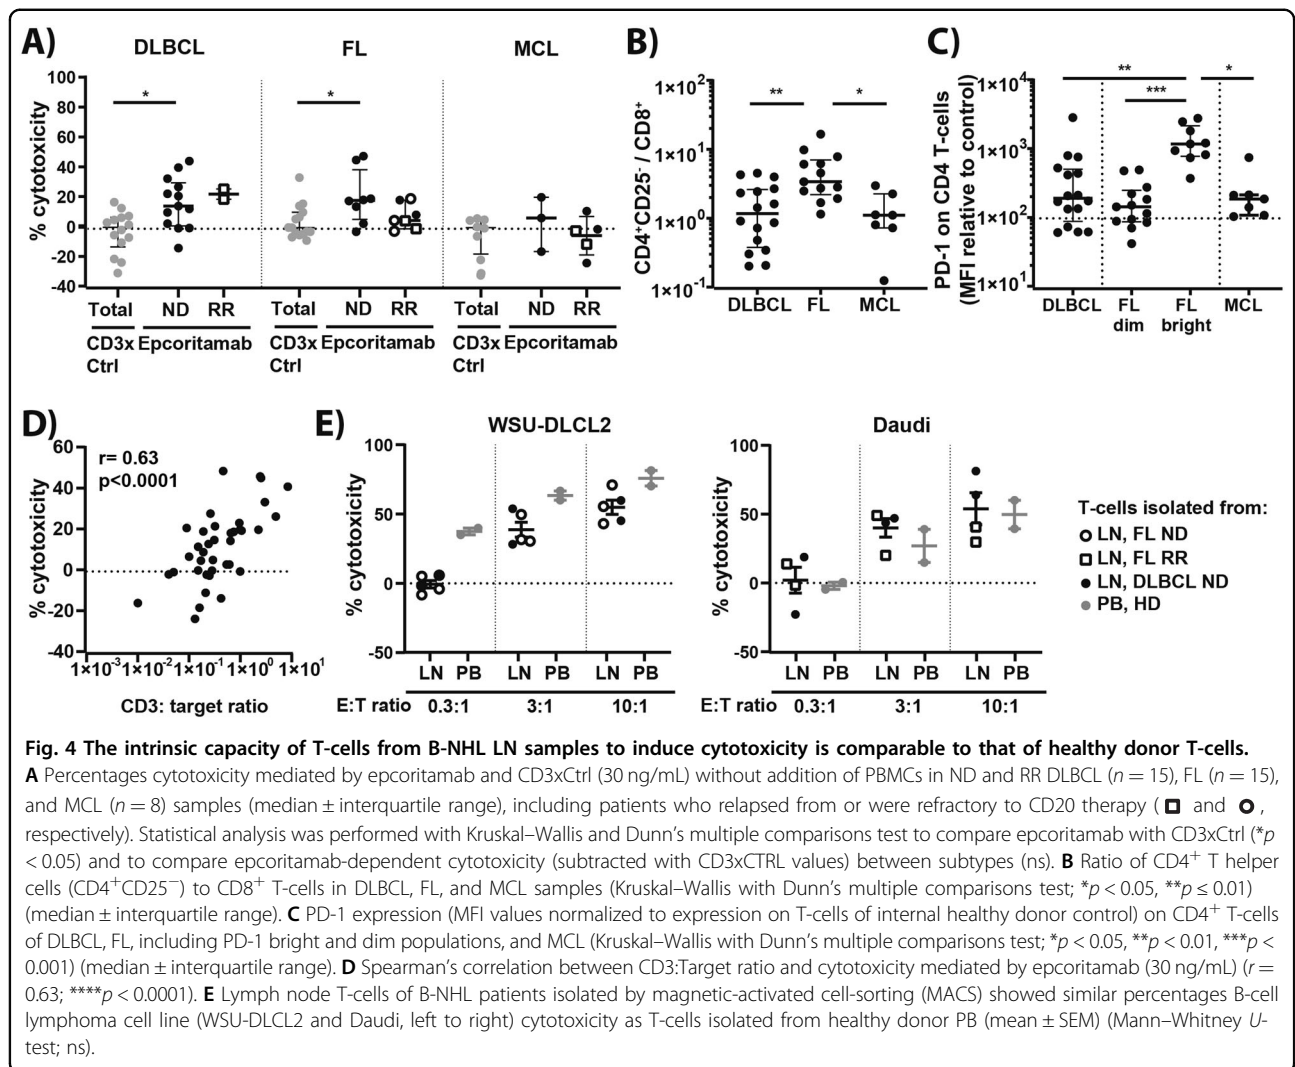 A)
DLBCL
FL
MCL
% cytotoxicity
100
80
60
40
20
0
-20
-40
*
*
Total ND RR Total ND RR Total ND RR
CD3x Epcoritamab CD3x Epcoritamab CD3x Epcoritamab
Ctrl Ctrl Ctrl
B)
CD4+CD25- / CD8+
1×10²
1×10¹
1×10⁰
1×10⁻¹
** *
DLBCL FL MCL
C)
PD-1 on CD4 T-cells
(MFI relative to control)
1×10⁴
1×10³
1×10²
1×10¹
** *
***
DLBCL FL FL MCL
dim bright
D)
% cytotoxicity
60
40
20
0
-20
-40
r= 0.63
p<0.0001
1×10⁻³ 1×10⁻² 1×10⁻¹ 1×10⁰ 1×10¹
CD3: target ratio
E)
WSU-DLCL2
% cytotoxicity
100
50
0
-50
LN PB LN PB LN PB
E:T ratio 0.3:1 3:1 10:1
Daudi
% cytotoxicity
100
50
0
-50
LN PB LN PB LN PB
E:T ratio 0.3:1 3:1 10:1
T-cells isolated from:
LN, FL ND
LN, FL RR
LN, DLBCL ND
PB, HD
Fig. 4 The intrinsic capacity of T-cells from B-NHL LN samples to induce cytotoxicity is comparable to that of healthy donor T-cells.
A Percentages cytotoxicity mediated by epcoritamab and CD3xCtrl (30 ng/mL) without addition of PBMCs in ND and RR DLBCL (n = 15), FL (n = 15),
and MCL (n = 8) samples (median ± interquartile range), including patients who relapsed from or were refractory to CD20 therapy ( and ,
respectively). Statistical analysis was performed with Kruskal–Wallis and Dunn's multiple comparisons test to compare epcoritamab with CD3xCtrl (*p
< 0.05) and to compare epcoritamab-dependent cytotoxicity (subtracted with CD3xCTRL values) between subtypes (ns). B Ratio of CD4+ T helper
cells (CD4+CD25−) to CD8+ T-cells in DLBCL, FL, and MCL samples (Kruskal–Wallis with Dunn's multiple comparisons test; *p < 0.05, **p ≤ 0.01)
(median ± interquartile range). C PD-1 expression (MFI values normalized to expression on T-cells of internal healthy donor control) on CD4+ T-cells
of DLBCL, FL, including PD-1 bright and dim populations, and MCL (Kruskal–Wallis with Dunn's multiple comparisons test; *p < 0.05, **p < 0.01, ***p <
0.001) (median ± interquartile range). D Spearman's correlation between CD3:Target ratio and cytotoxicity mediated by epcoritamab (30 ng/mL) (r =
0.63; ****p < 0.0001). E Lymph node T-cells of B-NHL patients isolated by magnetic-activated cell-sorting (MACS) showed similar percentages B-cell
lymphoma cell line (WSU-DLCL2 and Daudi, left to right) cytotoxicity as T-cells isolated from healthy donor PB (mean ± SEM) (Mann–Whitney U-
test; ns).